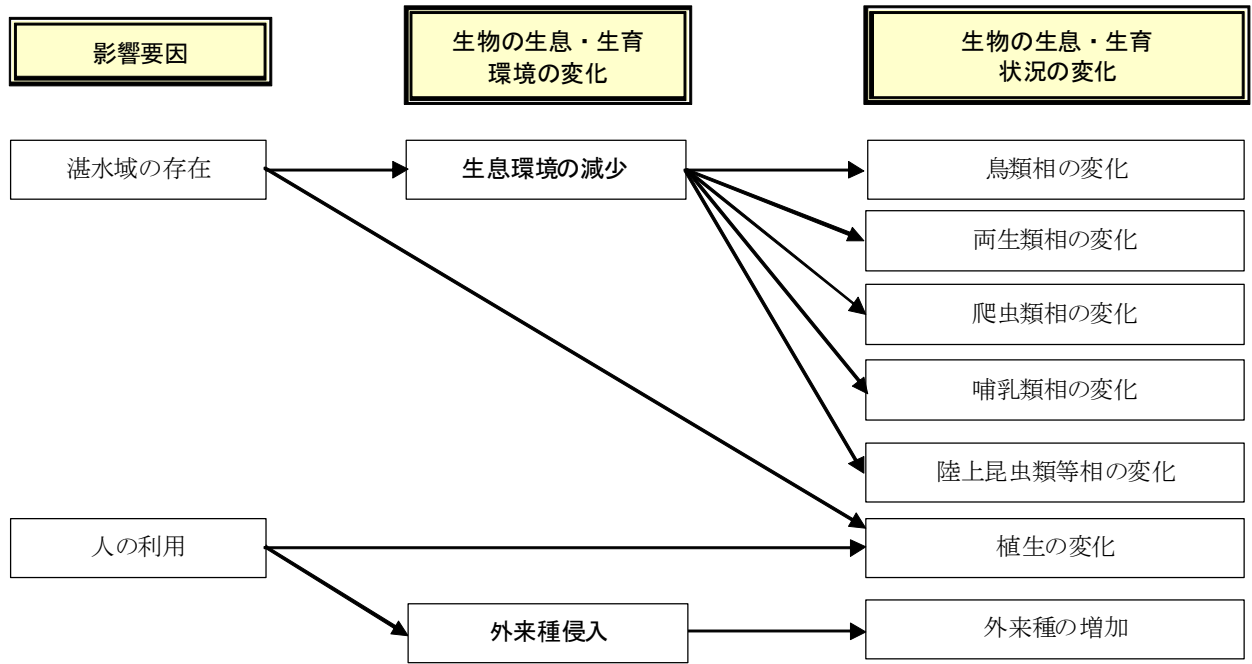 影響要因
生物の生息・生育
環境の変化
生物の生息・生育
状況の変化
湛水域の存在
生息環境の減少
鳥類相の変化
両生類相の変化
爬虫類相の変化
哺乳類相の変化
陸上昆虫類等相の変化
人の利用
植生の変化
外来種侵入
外来種の増加